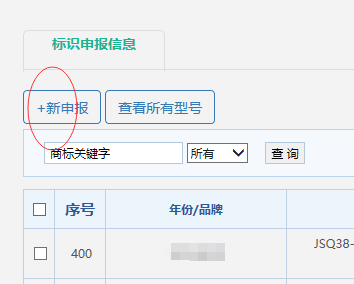 标识申报信息
+新申报 查看所有型号
商标关键字 所有 查 询
序号 年份/品牌
400 JSQ38-